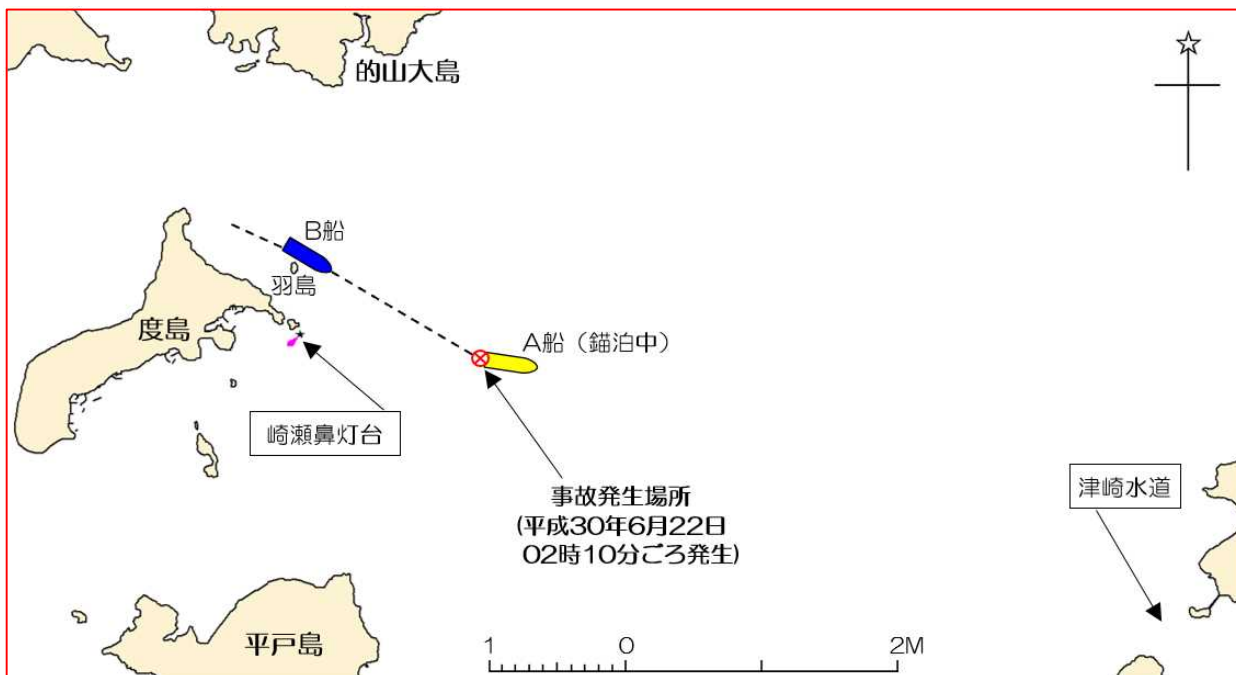 的山大島
B船
羽島
度島
A船(錨泊中)
崎瀬鼻灯台
事故発生場所
(平成30年6月22日
02時10分ごろ発生)
津崎水道
平戸島
1 0 2M